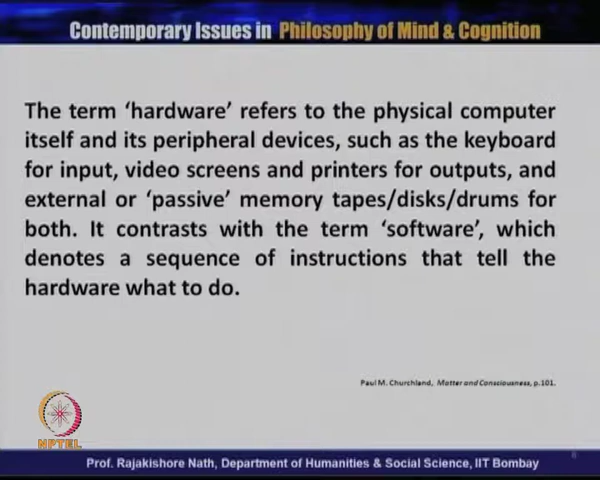 Contemporary Issues in Philosophy of Mind & Cognition
The term ‘hardware’ refers to the physical computer
itself and its peripheral devices, such as the keyboard
for input, video screens and printers for outputs, and
external or ‘passive’ memory tapes/disks/drums for
both. It contrasts with the term ‘software’, which
denotes a sequence of instructions that tell the
hardware what to do.
Paul M. Churchland, Matter and Consciousness, p.101.
NPTEL
8
Prof. Rajakishore Nath, Department of Humanities & Social Science, IIT Bombay